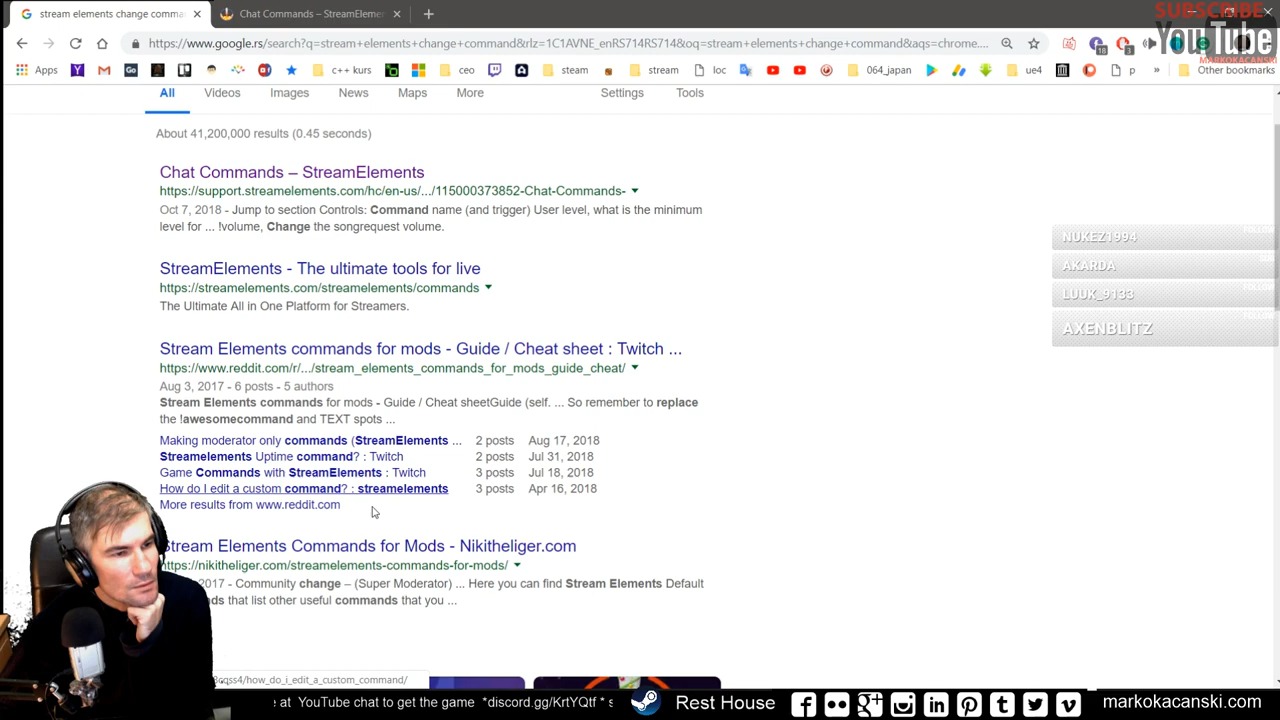 stream elements change comman
Chat Commands – StreamElemen
SUBSCRIBE
YouTube
MARKOKACANSKI
https://www.google.rs/search?q=stream+elements+change+command&rlz=1C1AVNE_enRS714RS714&oq=stream+elements+change+command&aqs=chrome....
Apps
c++ kurs
ceo
steam
stream
loc
064_japan
ue4
p
»
Other bookmarks
All
Videos
Images
News
Maps
More
Settings
Tools
About 41,200,000 results (0.45 seconds)
Chat Commands – StreamElements
https://support.streamelements.com/hc/en-us/.../115000373852-Chat-Commands-
Oct 7, 2018 - Jump to section Controls: Command name (and trigger) User level, what is the minimum
level for ... !volume, Change the songrequest volume.
StreamElements - The ultimate tools for live
https://streamelements.com/streamelements/commands
The Ultimate All in One Platform for Streamers.
Stream Elements commands for mods - Guide / Cheat sheet : Twitch ...
https://www.reddit.com/r/.../stream_elements_commands_for_mods_guide_cheat/
Aug 3, 2017 - 6 posts - 5 authors
Stream Elements commands for mods - Guide / Cheat sheetGuide (self. ... So remember to replace
the !awesomecommand and TEXT spots ...
Making moderator only commands (StreamElements ... 2 posts Aug 17, 2018
Streamelements Uptime command? : Twitch 2 posts Jul 31, 2018
Game Commands with StreamElements : Twitch 3 posts Jul 18, 2018
How do I edit a custom command? : streamelements 3 posts Apr 16, 2018
More results from www.reddit.com
Stream Elements Commands for Mods - Nikitheliger.com
https://nikitheliger.com/streamelements-commands-for-mods/
2017 - Community change – (Super Moderator) ... Here you can find Stream Elements Default
that list other useful commands that you ...
NUKEZ1994
FOLLOW
AKARDA
LUUK_9133
FOLLOW
AXENBLITZ
FOLLOW
qss4/how_do_i_edit_a_custom_command/
e at YouTube chat to get the game *discord.gg/KrtYQtf * s
Rest House
markokacanski.com